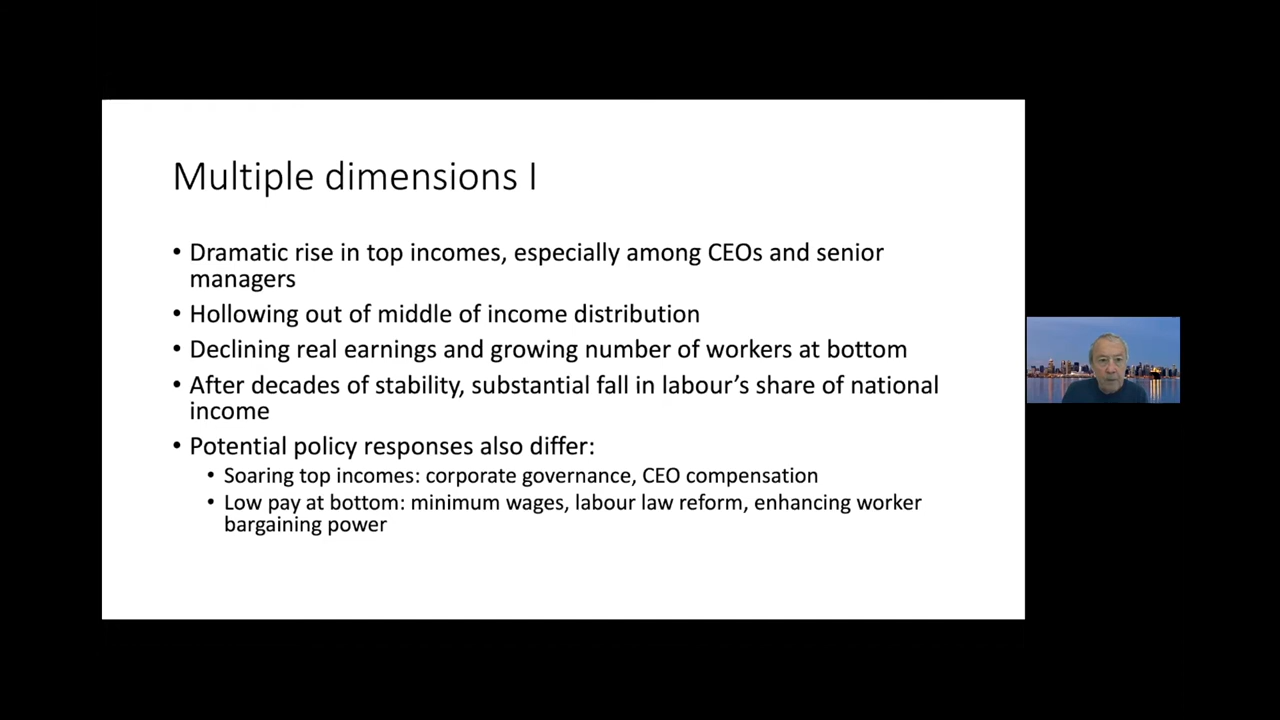 Multiple dimensions I
• Dramatic rise in top incomes, especially among CEOs and senior
managers
• Hollowing out of middle of income distribution
• Declining real earnings and growing number of workers at bottom
• After decades of stability, substantial fall in labour’s share of national
income
• Potential policy responses also differ:
• Soaring top incomes: corporate governance, CEO compensation
• Low pay at bottom: minimum wages, labour law reform, enhancing worker
bargaining power